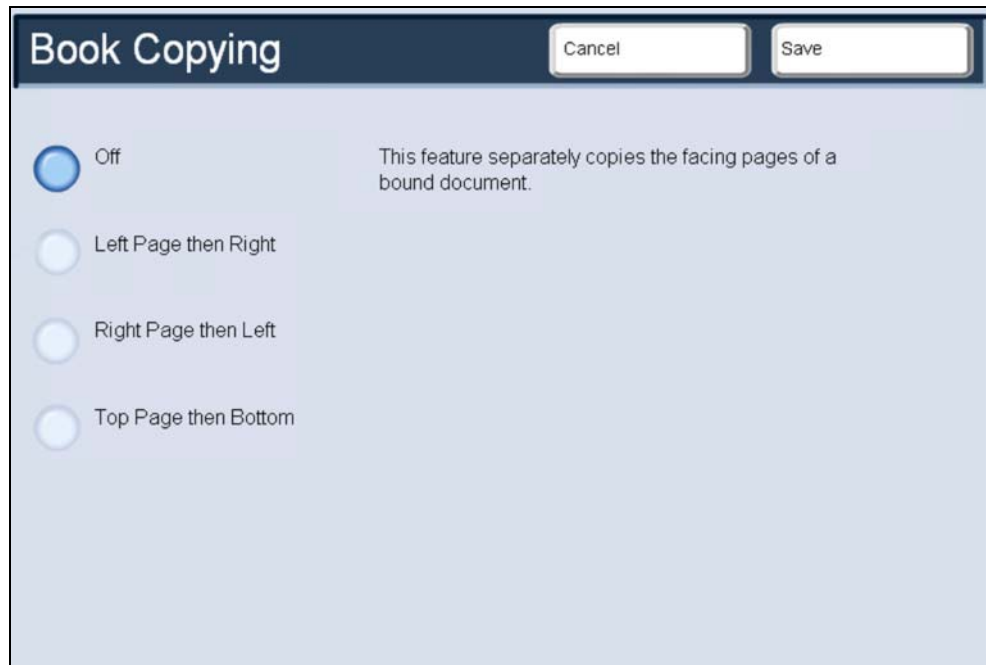 Book Copying
Cancel
Save
Off
This feature separately copies the facing pages of a
bound document.
Left Page then Right
Right Page then Left
Top Page then Bottom